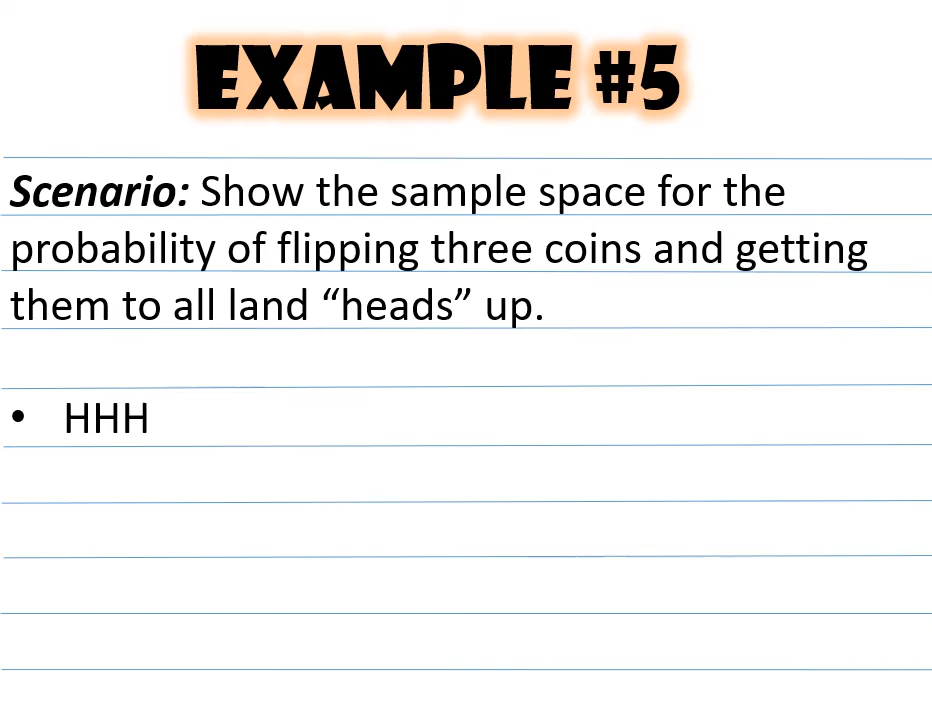 EXAMPLE #5
Scenario: Show the sample space for the
probability of flipping three coins and getting
them to all land “heads” up.
• HHH